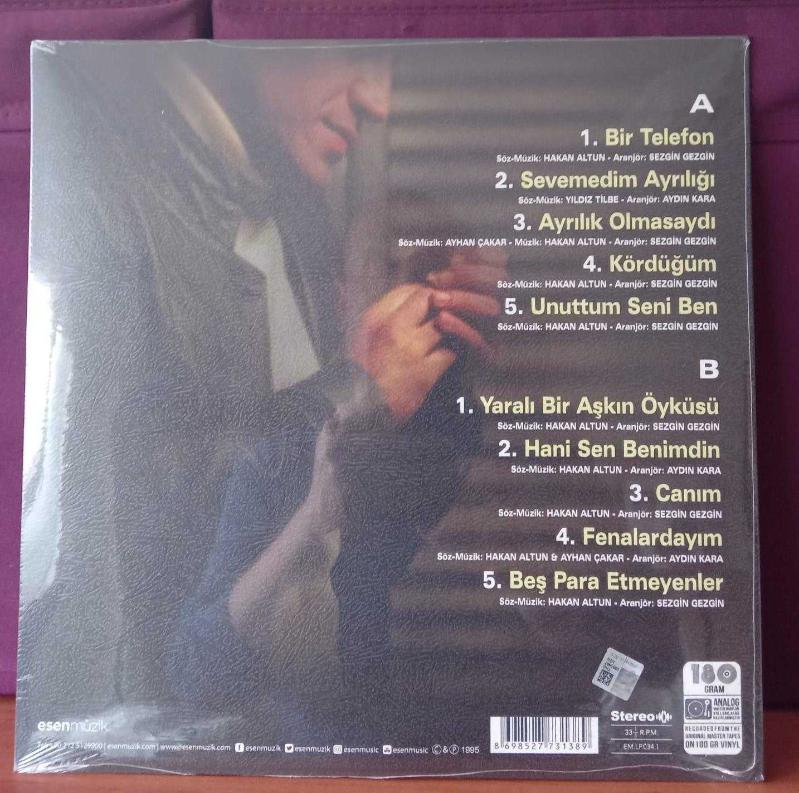 A
1. Bir Telefon
Söz-Müzik: HAKAN ALTUN - Aranjör: SEZGİN GEZGİN
2. Sevemedim Ayrılığı
Söz-Müzik: YILDIZ TİLBE - Aranjör: AYDIN KARA
3. Ayrılık Olmasaydı
Söz-Müzik: AYHAN ÇAKAR - Müzik: HAKAN ALTUN - Aranjör: SEZGİN GEZGİN
4. Kördüğüm
Söz-Müzik: HAKAN ALTUN - Aranjör: SEZGİN GEZGİN
5. Unuttum Seni Ben
Söz-Müzik: HAKAN ALTUN - Aranjör: SEZGİN GEZGİN
B
1. Yaralı Bir Aşkın Öyküsü
Söz-Müzik: HAKAN ALTUN - Aranjör: SEZGİN GEZGİN
2. Hani Sen Benimdin
Söz-Müzik: HAKAN ALTUN - Aranjör: AYDIN KARA
3. Canım
Söz-Müzik: HAKAN ALTUN - Aranjör: SEZGİN GEZGİN
4. Fenalardayım
Söz-Müzik: HAKAN ALTUN & AYHAN ÇAKAR - Aranjör: AYDIN KARA
5. Beş Para Etmeyenler
Söz-Müzik: HAKAN ALTUN - Aranjör: SEZGİN GEZGİN
180
GRAM
ANALOG
RECORDED FROM THE
ORIGINAL MASTER TAPES
ON 180 GR VINYL
esenmüzik
| esenmuzik.com | @esenmuzik.com | esenmuzik esenmuzik esenmusic esenmusic © & ℗ 1995
8 698527 731389
Stereo
33 R.P.M.
EM.LPC34.1